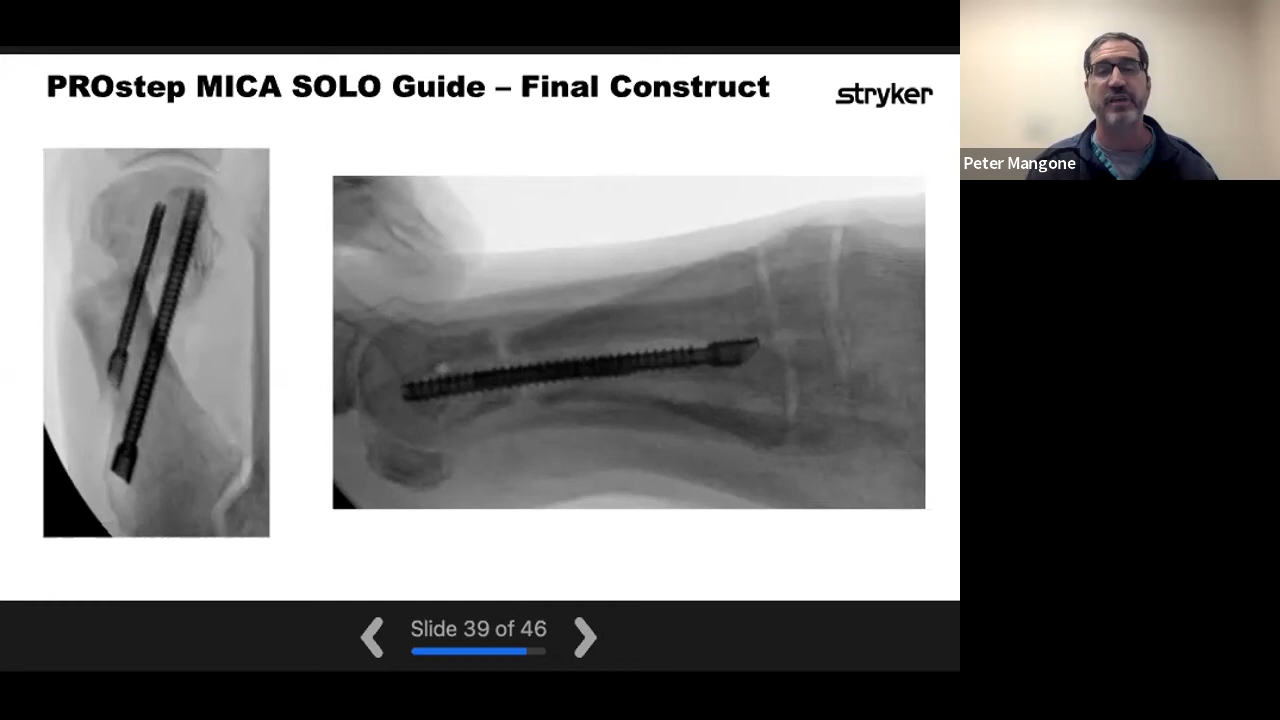 PROstep MICA SOLO Guide – Final Construct
stryker
Peter Mangone
Slide 39 of 46